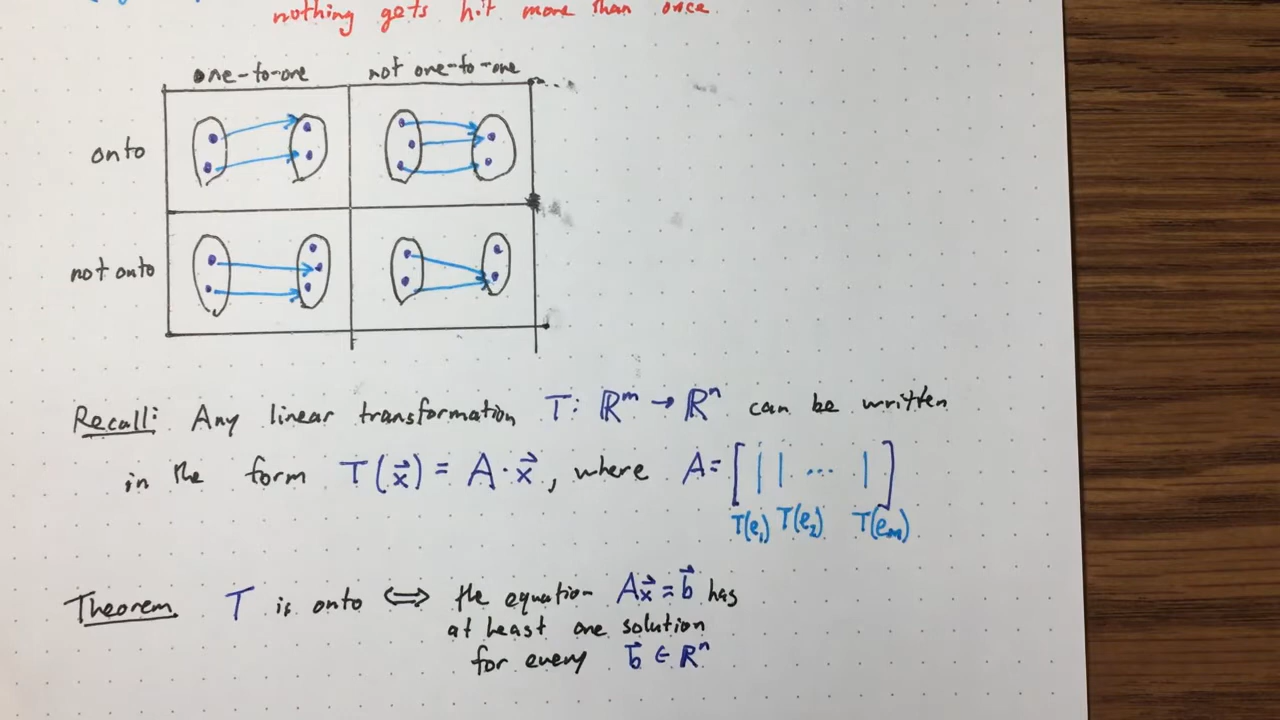 nothing gets hit more than once
one-to-one not one-to-one
onto
not onto
Recall: Any linear transformation T: ℝᵐ → ℝⁿ can be written
in the form T(x⃗) = A·x⃗, where A = [ | | ... | ]
T(e₁) T(e₂) T(eₘ)
Theorem T is onto ⟺ the equation Ax⃗ = b⃗ has
at least one solution
for every b⃗ ∈ ℝⁿ